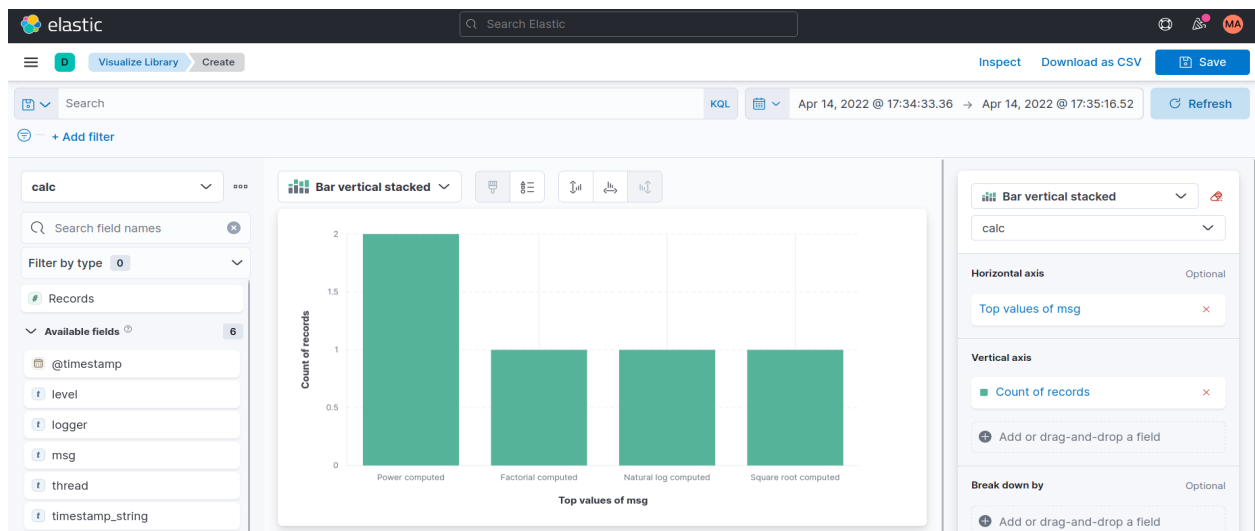 elastic
Search Elastic
MA
D
Visualize Library
Create
Inspect
Download as CSV
Save
Search
KQL
Apr 14, 2022 @ 17:34:33.36 → Apr 14, 2022 @ 17:35:16.52
Refresh
+ Add filter
calc
Search field names
Filter by type 0
# Records
Available fields 6
@timestamp
t level
t logger
t msg
t thread
t timestamp_string
Bar vertical stacked
2
1.5
1
0.5
0
Count of records
Power computed
Factorial computed
Natural log computed
Square root computed
Top values of msg
Bar vertical stacked
calc
Horizontal axis
Optional
Top values of msg
Vertical axis
Count of records
Add or drag-and-drop a field
Break down by
Optional
Add or drag-and-drop a field